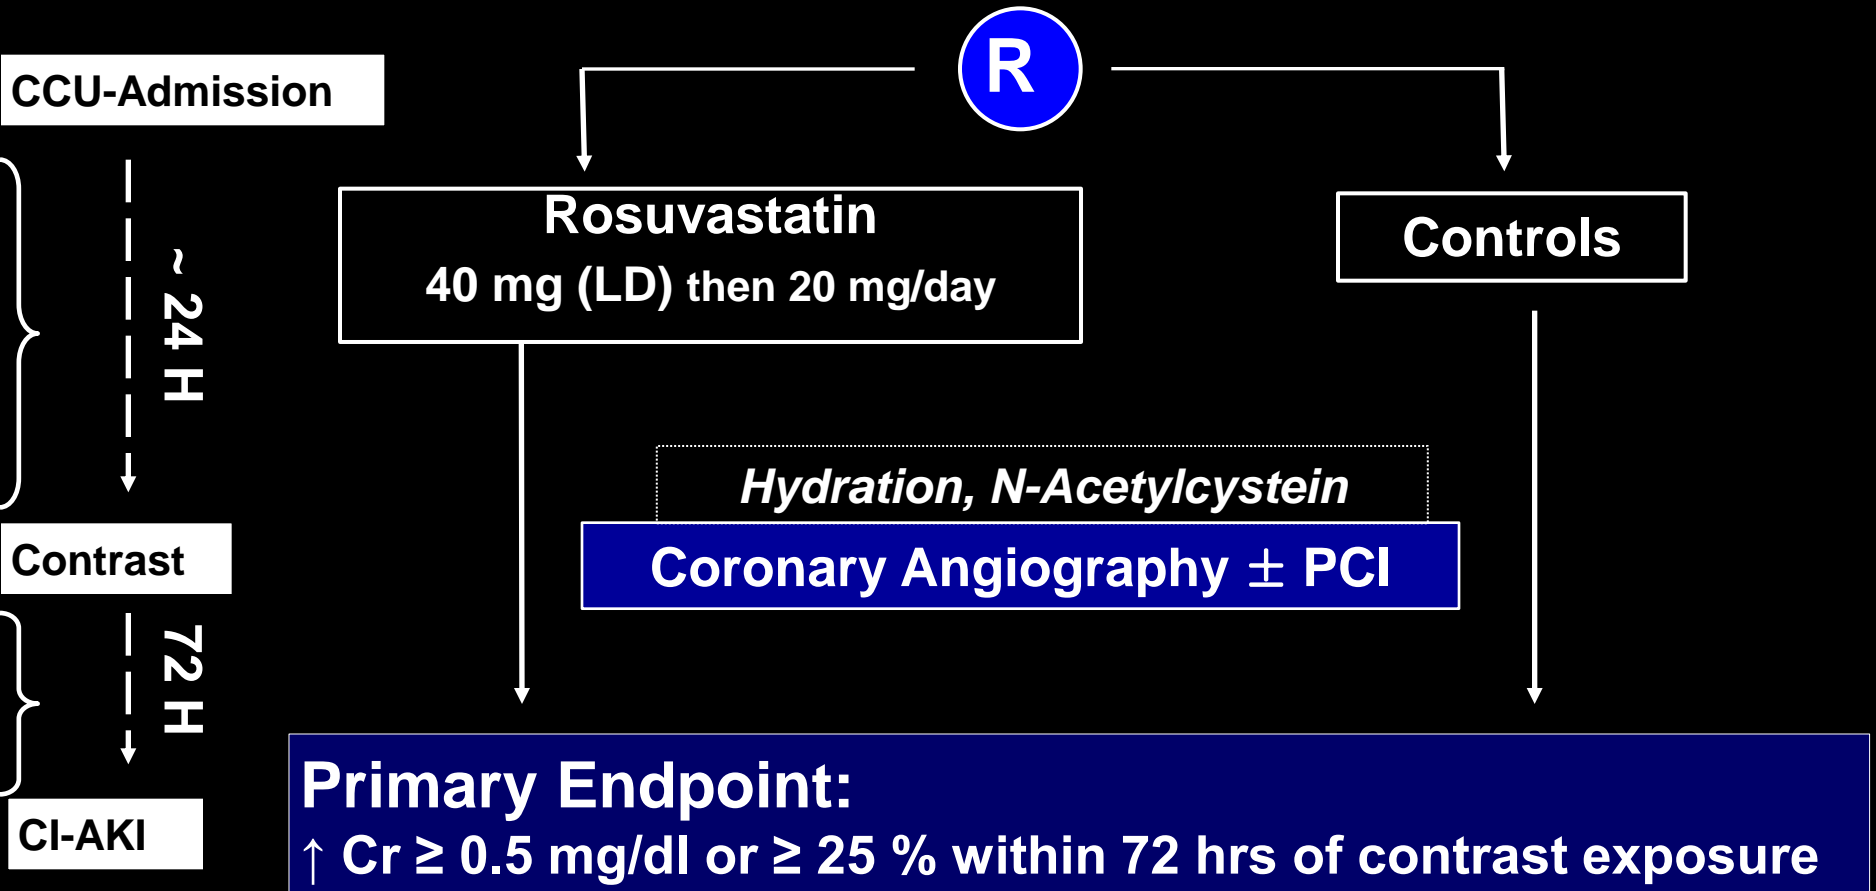 R
CCU-Admission
Rosuvastatin
40 mg (LD) then 20 mg/day
Controls
~ 24 H
Hydration, N-Acetylcystein
Contrast
Coronary Angiography ± PCI
72 H
Primary Endpoint:
CI-AKI
↑ Cr ≥ 0.5 mg/dl or ≥ 25 % within 72 hrs of contrast exposure